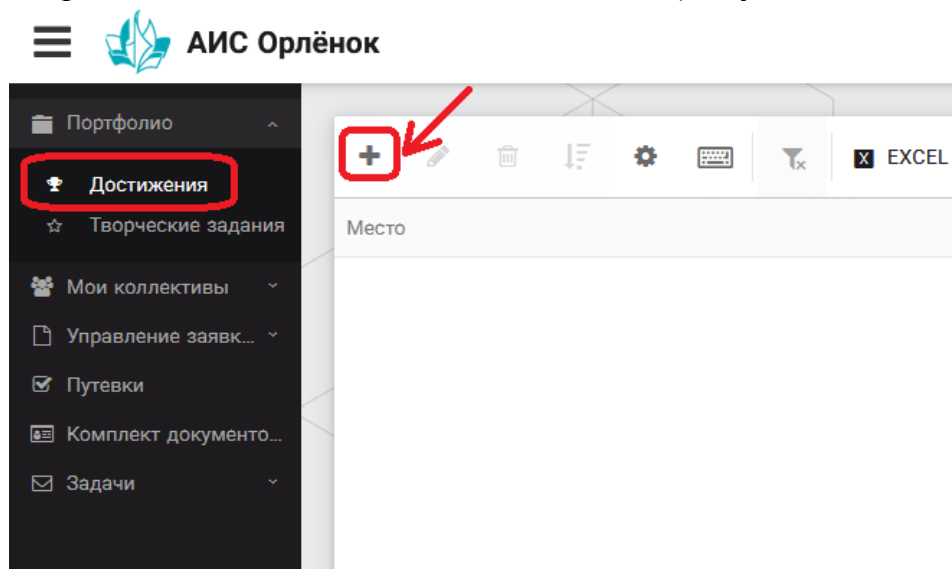 АИС Орлёнок
Портфолио
Достижения
Творческие задания
Мои коллективы
Управление заявк...
Путевки
Комплект документо...
Задачи
EXCEL
Место